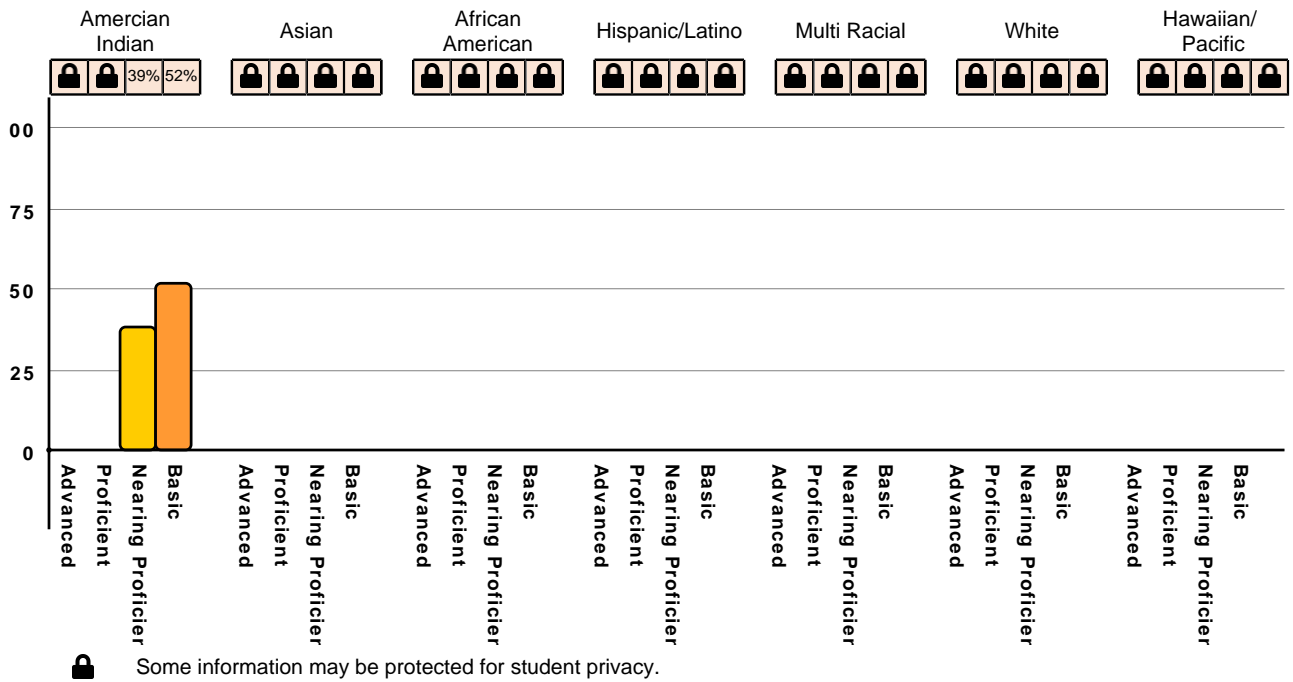 Amercian
Indian
Asian
African
American
Hispanic/Latino
Multi Racial
White
Hawaiian/
Pacific
39% 52%
00
75
50
25
0
Advanced
Proficient
Nearing Proficier
Basic
Advanced
Proficient
Nearing Proficier
Basic
Advanced
Proficient
Nearing Proficier
Basic
Advanced
Proficient
Nearing Proficier
Basic
Advanced
Proficient
Nearing Proficier
Basic
Advanced
Proficient
Nearing Proficier
Basic
Advanced
Proficient
Nearing Proficier
Basic
Some information may be protected for student privacy.